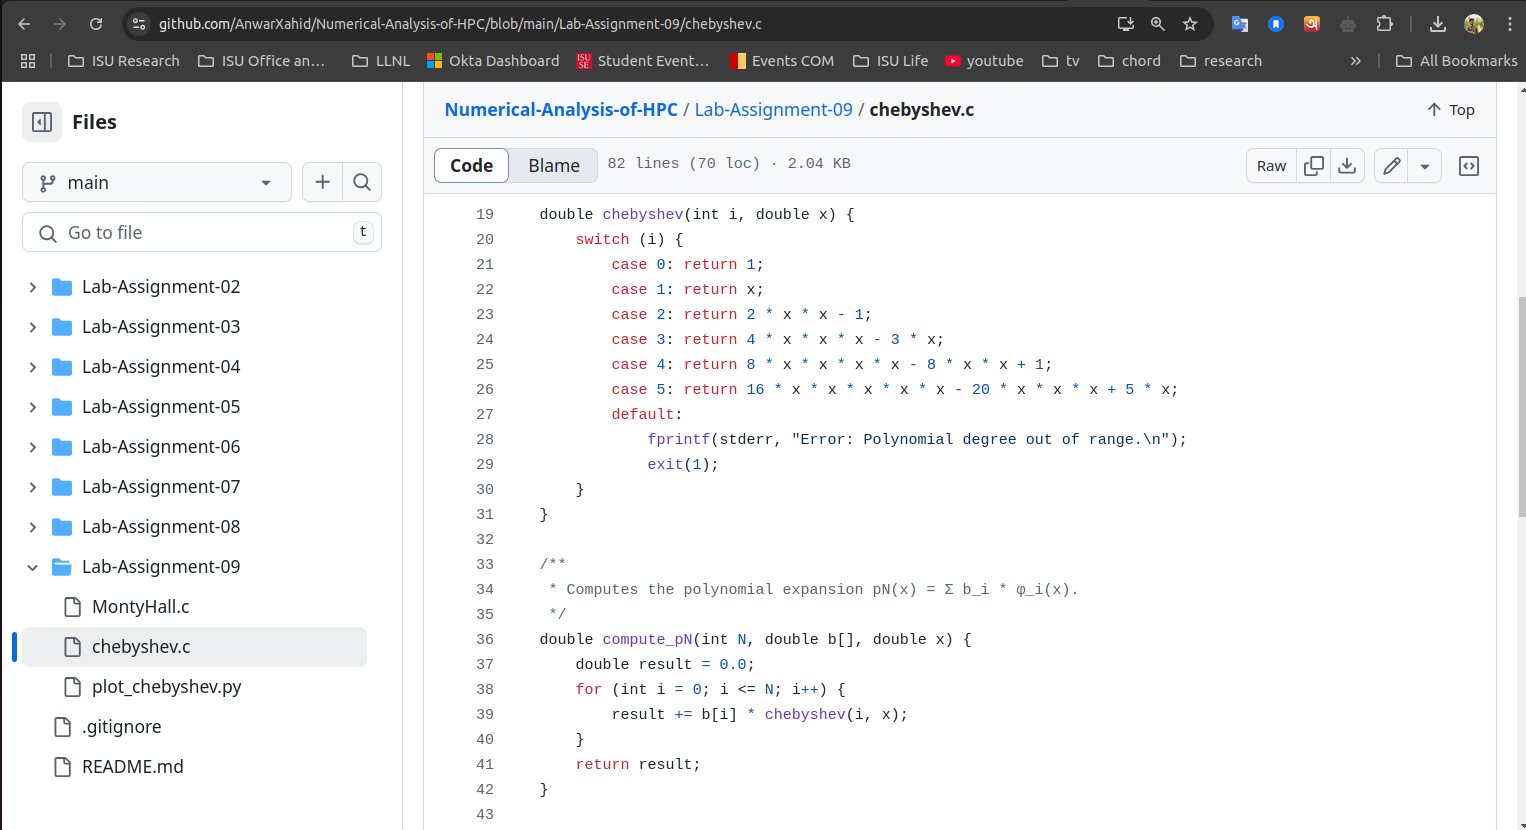 github.com/AnwarXahid/Numerical-Analysis-of-HPC/blob/main/Lab-Assignment-09/chebyshev.c
ISU Research ISU Office an... LLNL Okta Dashboard Student Event... Events COM ISU Life youtube tv chord research » All Bookmarks
Files
main
Go to file t
Lab-Assignment-02
Lab-Assignment-03
Lab-Assignment-04
Lab-Assignment-05
Lab-Assignment-06
Lab-Assignment-07
Lab-Assignment-08
Lab-Assignment-09
MontyHall.c
chebyshev.c
plot_chebyshev.py
.gitignore
README.md
Numerical-Analysis-of-HPC / Lab-Assignment-09 / chebyshev.c Top
Code Blame 82 lines (70 loc) · 2.04 KB Raw
19 double chebyshev(int i, double x) {
20 switch (i) {
21 case 0: return 1;
22 case 1: return x;
23 case 2: return 2 * x * x - 1;
24 case 3: return 4 * x * x * x - 3 * x;
25 case 4: return 8 * x * x * x * x - 8 * x * x + 1;
26 case 5: return 16 * x * x * x * x * x - 20 * x * x * x + 5 * x;
27 default:
28 fprintf(stderr, "Error: Polynomial degree out of range.\n");
29 exit(1);
30 }
31 }
32
33 /**
34 * Computes the polynomial expansion pN(x) = Σ b_i * φ_i(x).
35 */
36 double compute_pN(int N, double b[], double x) {
37 double result = 0.0;
38 for (int i = 0; i <= N; i++) {
39 result += b[i] * chebyshev(i, x);
40 }
41 return result;
42 }
43